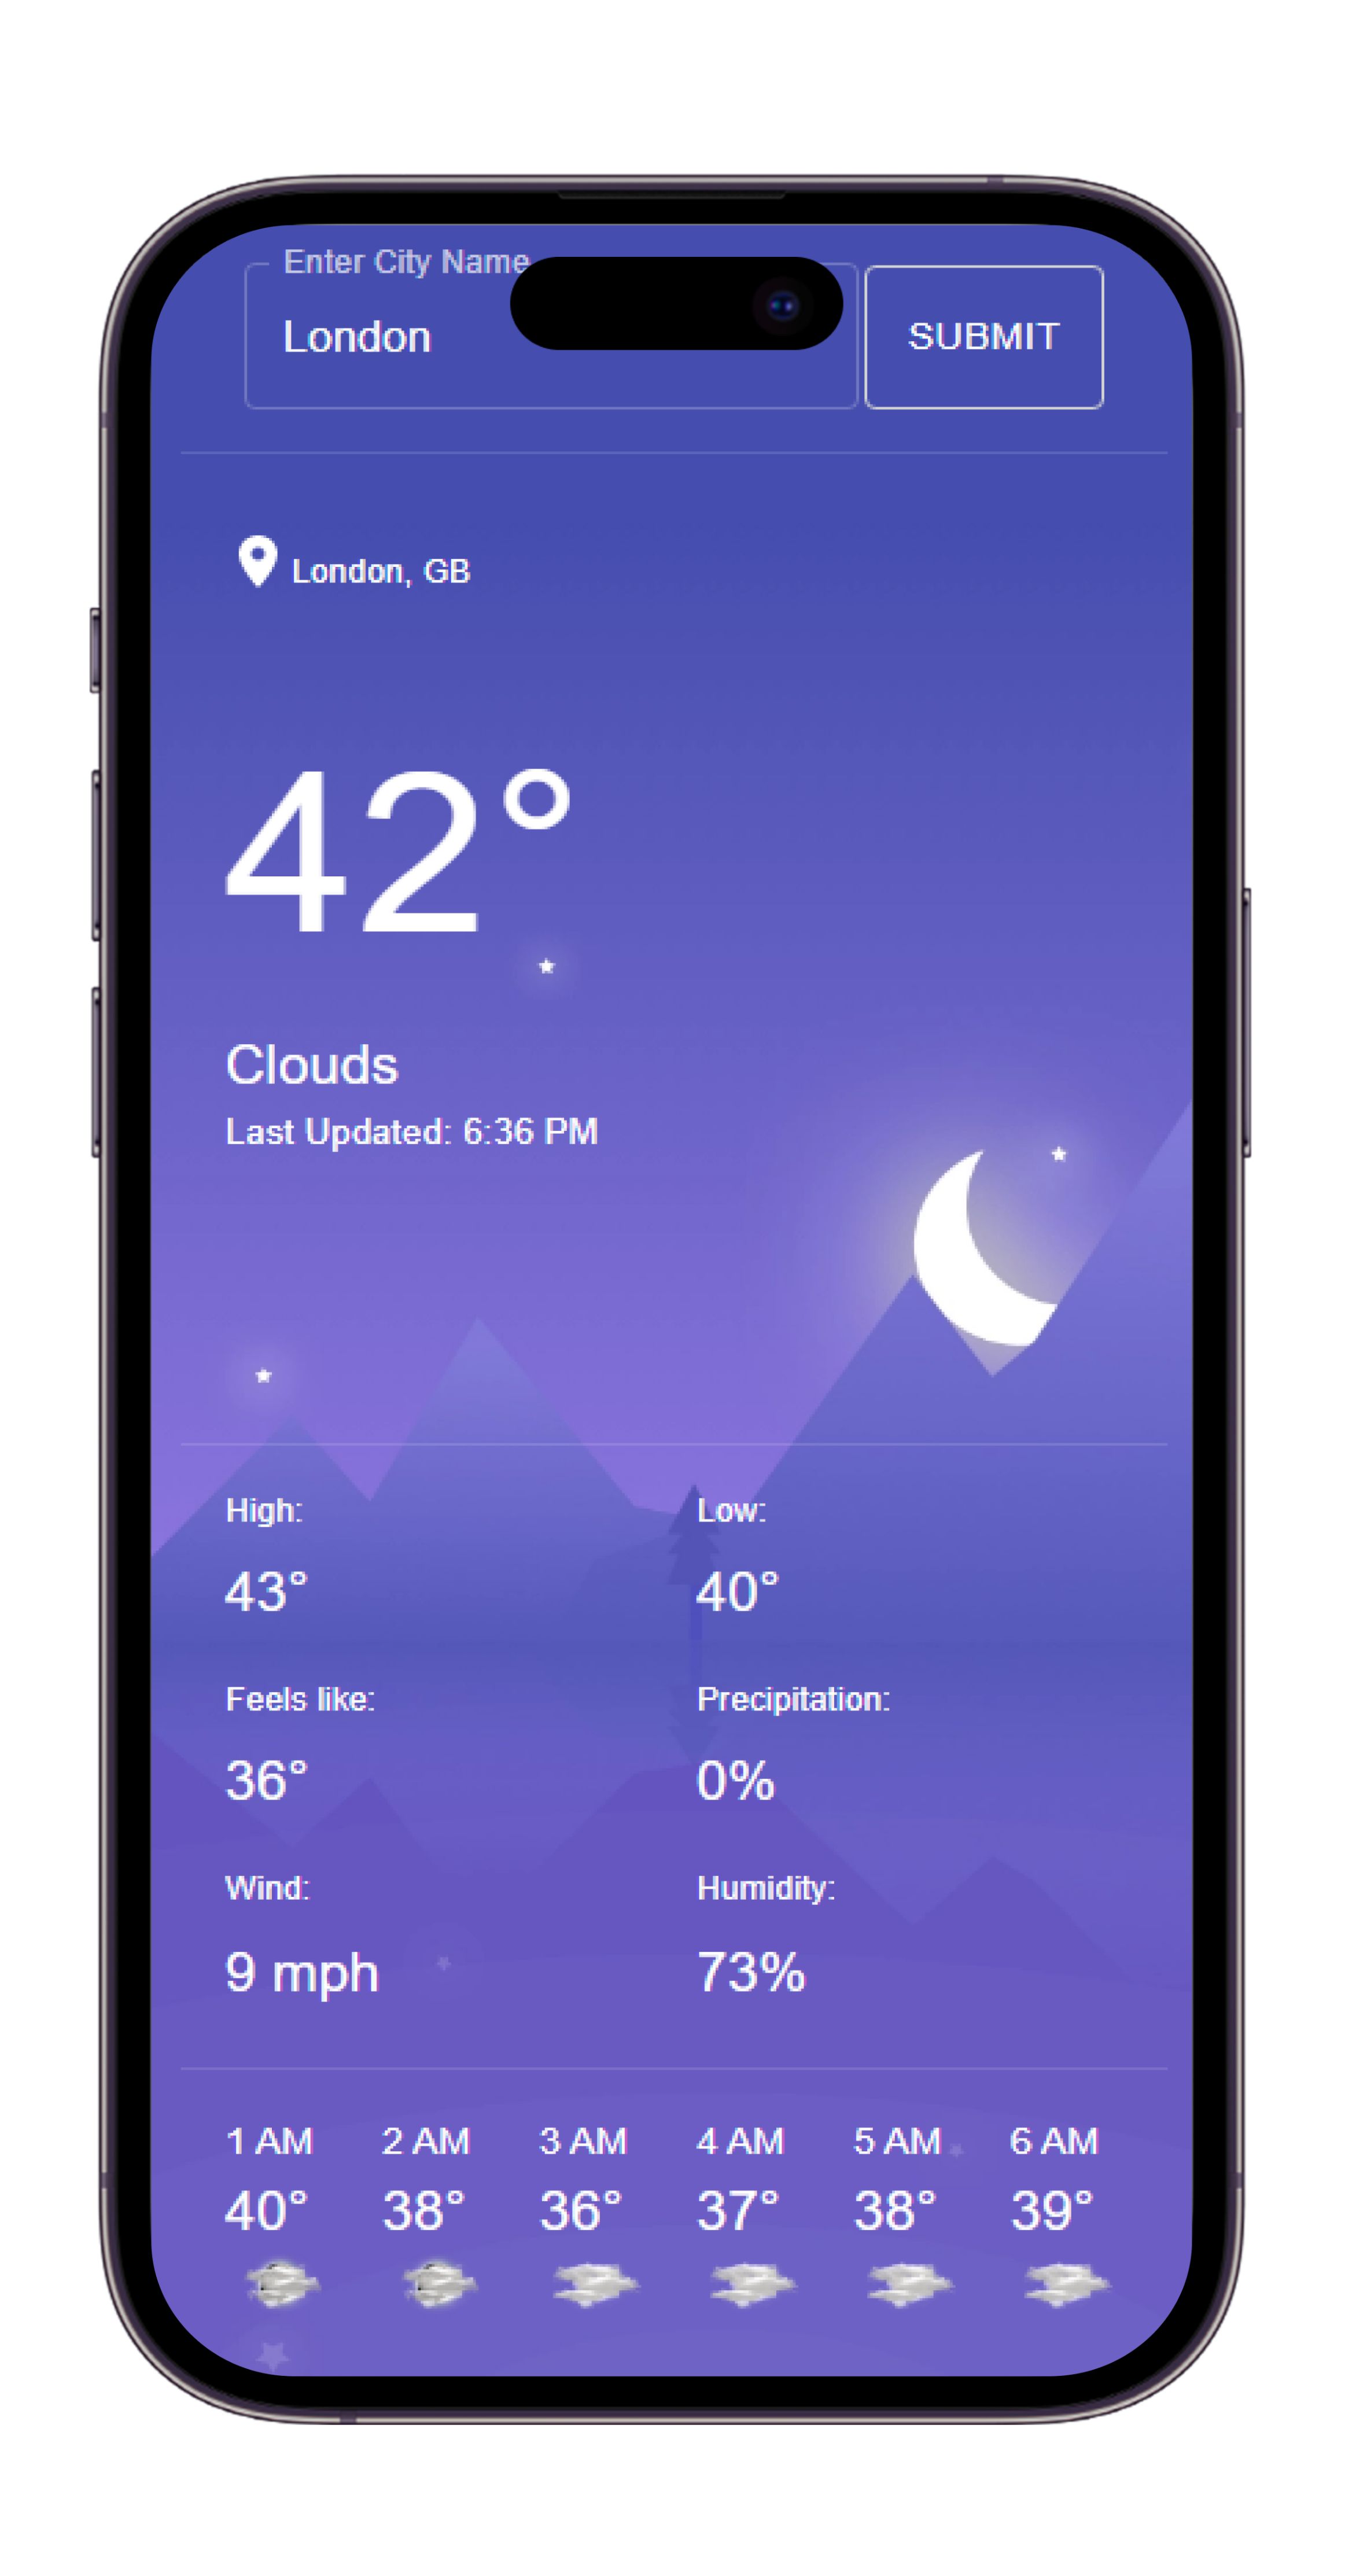 Enter City Name
London
SUBMIT
London, GB
42°
Clouds
Last Updated: 6:36 PM
High:
Low:
43°
40°
Feels like:
Precipitation:
36°
0%
Wind:
Humidity:
9 mph
73%
1 AM 2 AM 3 AM 4 AM 5 AM 6 AM
40° 38° 36° 37° 38° 39°